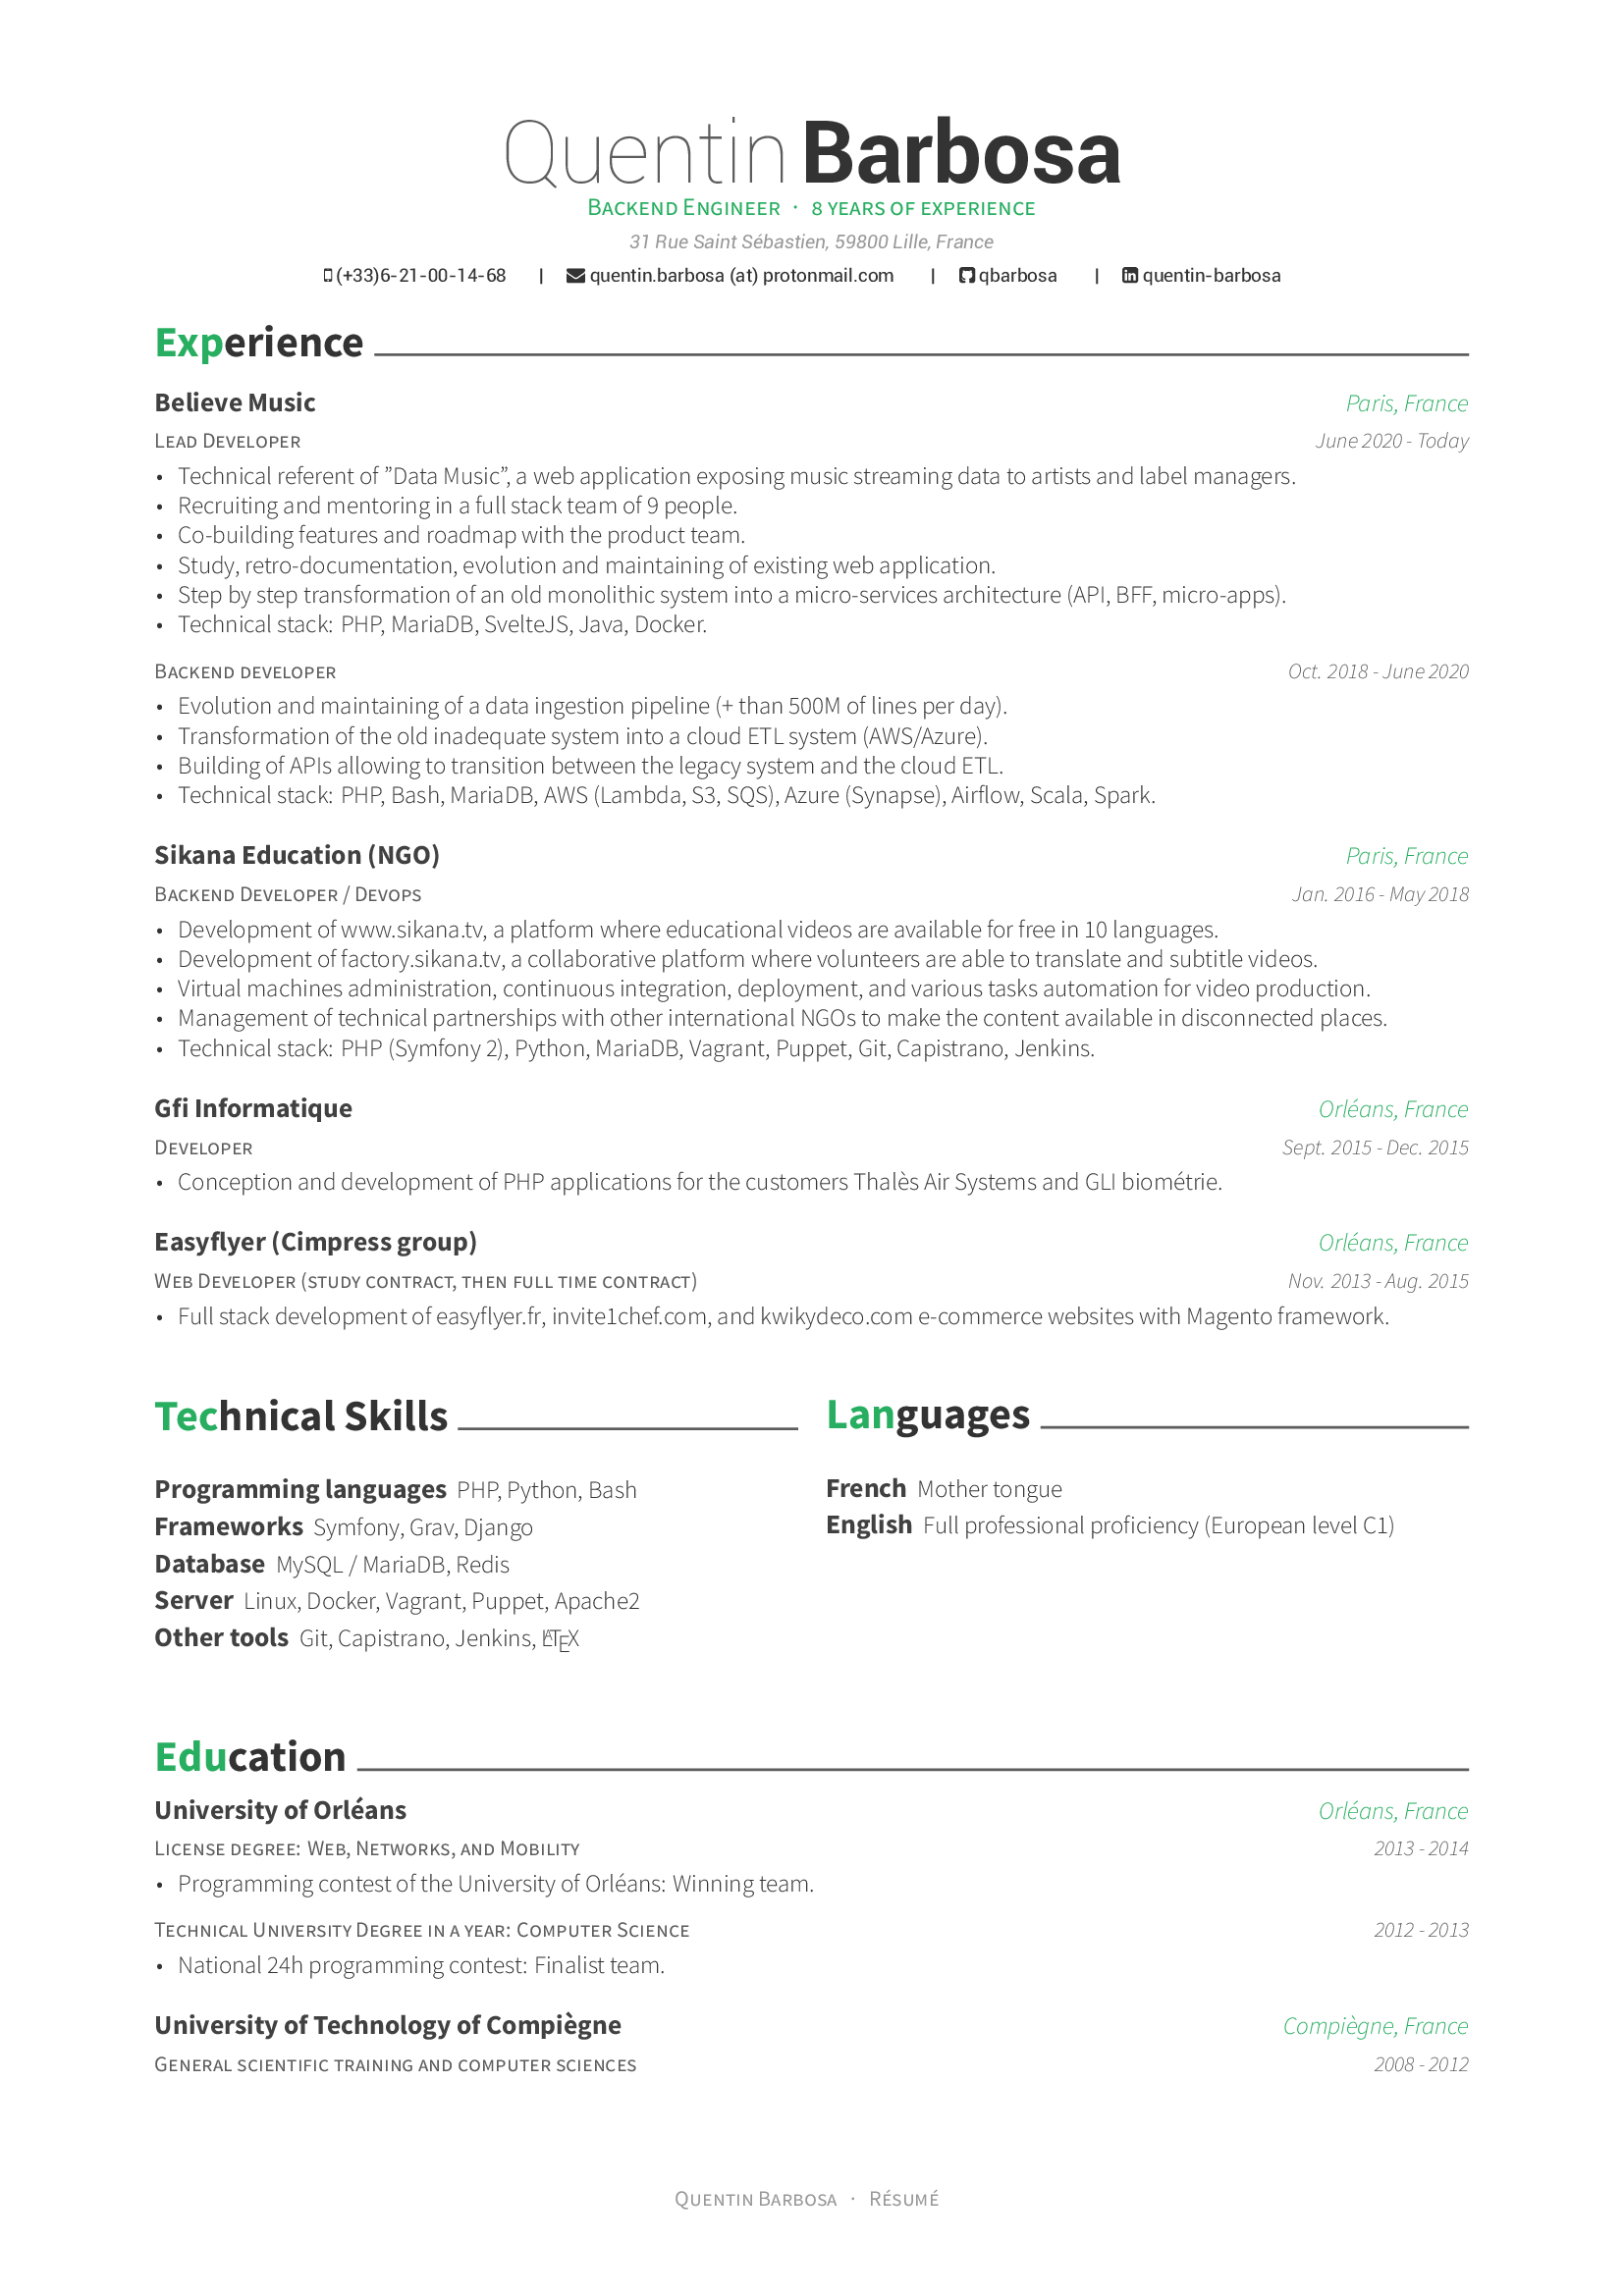 Quentin Barbosa
Backend Engineer · 8 years of experience
31 Rue Saint Sébastien, 59800 Lille, France
(+33)6-21-00-14-68 | quentin.barbosa (at) protonmail.com | qbarbosa | quentin-barbosa
Experience
Believe Music Paris, France
Lead Developer June 2020 - Today
• Technical referent of ”Data Music”, a web application exposing music streaming data to artists and label managers.
• Recruiting and mentoring in a full stack team of 9 people.
• Co-building features and roadmap with the product team.
• Study, retro-documentation, evolution and maintaining of existing web application.
• Step by step transformation of an old monolithic system into a micro-services architecture (API, BFF, micro-apps).
• Technical stack: PHP, MariaDB, SvelteJS, Java, Docker.
Backend developer Oct. 2018 - June 2020
• Evolution and maintaining of a data ingestion pipeline (+ than 500M of lines per day).
• Transformation of the old inadequate system into a cloud ETL system (AWS/Azure).
• Building of APIs allowing to transition between the legacy system and the cloud ETL.
• Technical stack: PHP, Bash, MariaDB, AWS (Lambda, S3, SQS), Azure (Synapse), Airflow, Scala, Spark.
Sikana Education (NGO) Paris, France
Backend Developer / Devops Jan. 2016 - May 2018
• Development of www.sikana.tv, a platform where educational videos are available for free in 10 languages.
• Development of factory.sikana.tv, a collaborative platform where volunteers are able to translate and subtitle videos.
• Virtual machines administration, continuous integration, deployment, and various tasks automation for video production.
• Management of technical partnerships with other international NGOs to make the content available in disconnected places.
• Technical stack: PHP (Symfony 2), Python, MariaDB, Vagrant, Puppet, Git, Capistrano, Jenkins.
Gfi Informatique Orléans, France
Developer Sept. 2015 - Dec. 2015
• Conception and development of PHP applications for the customers Thalès Air Systems and GLI biométrie.
Easyflyer (Cimpress group) Orléans, France
Web Developer (study contract, then full time contract) Nov. 2013 - Aug. 2015
• Full stack development of easyflyer.fr, invite1chef.com, and kwikydeco.com e-commerce websites with Magento framework.
Technical Skills
Programming languages PHP, Python, Bash
Frameworks Symfony, Grav, Django
Database MySQL / MariaDB, Redis
Server Linux, Docker, Vagrant, Puppet, Apache2
Other tools Git, Capistrano, Jenkins, LATEX
Languages
French Mother tongue
English Full professional proficiency (European level C1)
Education
University of Orléans Orléans, France
License degree: Web, Networks, and Mobility 2013 - 2014
• Programming contest of the University of Orléans: Winning team.
Technical University Degree in a year: Computer Science 2012 - 2013
• National 24h programming contest: Finalist team.
University of Technology of Compiègne Compiègne, France
General scientific training and computer sciences 2008 - 2012
Quentin Barbosa · Résumé